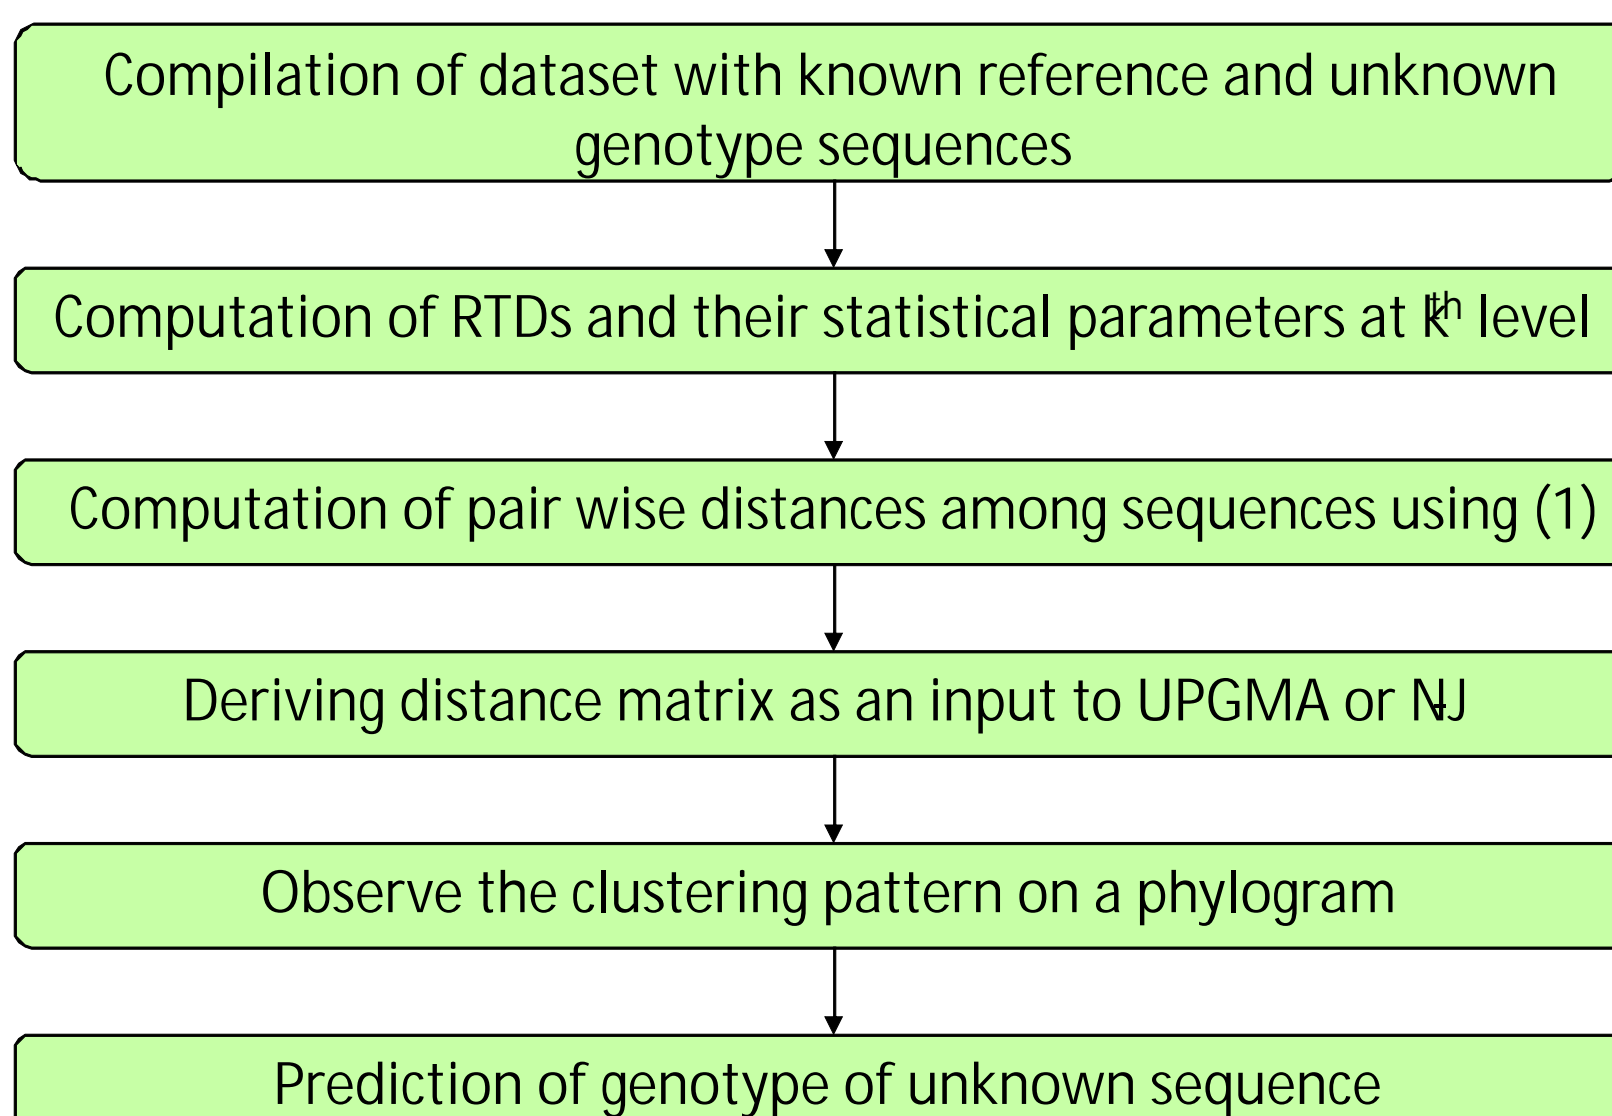 Compilation of dataset with known reference and unknown
genotype sequences
Computation of RTDs and their statistical parameters at kth level
Computation of pair wise distances among sequences using (1)
Deriving distance matrix as an input to UPGMA or N-J
Observe the clustering pattern on a phylogram
Prediction of genotype of unknown sequence